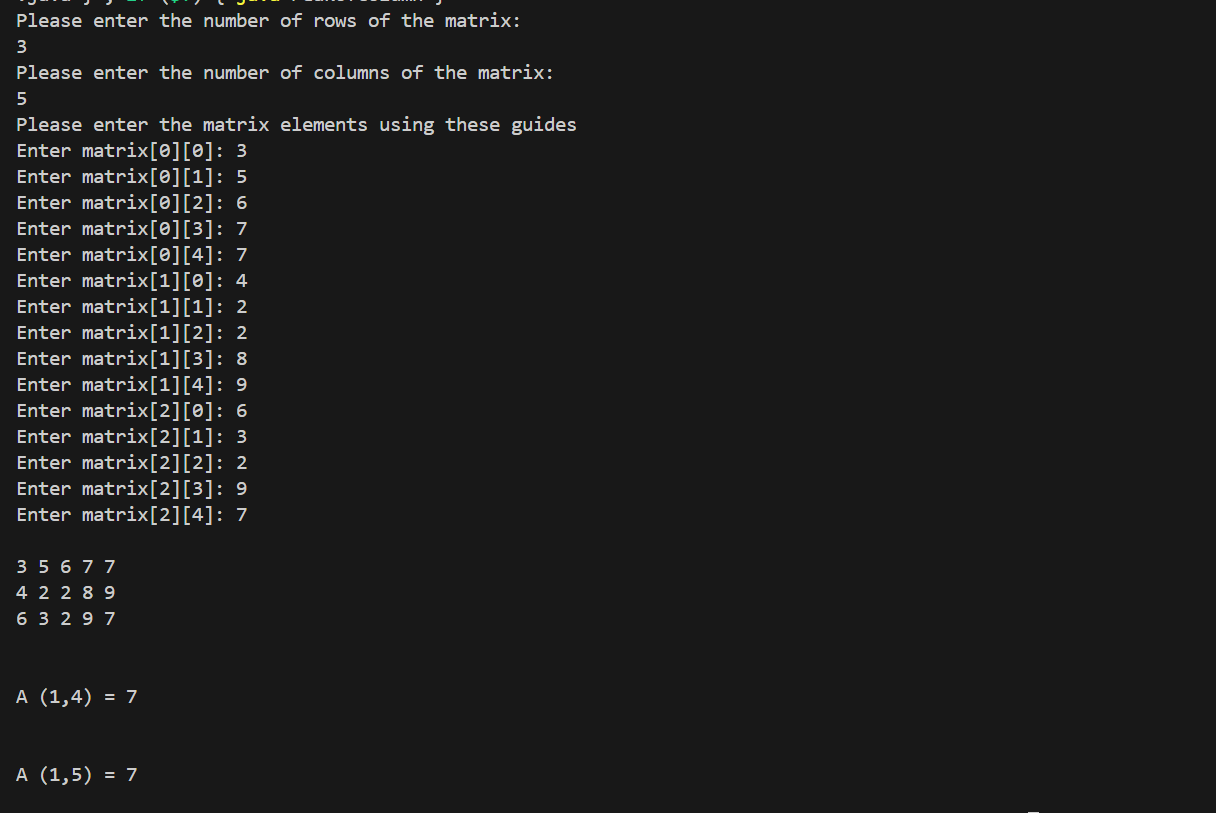 Please enter the number of rows of the matrix:
3
Please enter the number of columns of the matrix:
5
Please enter the matrix elements using these guides
Enter matrix[0][0]: 3
Enter matrix[0][1]: 5
Enter matrix[0][2]: 6
Enter matrix[0][3]: 7
Enter matrix[0][4]: 7
Enter matrix[1][0]: 4
Enter matrix[1][1]: 2
Enter matrix[1][2]: 2
Enter matrix[1][3]: 8
Enter matrix[1][4]: 9
Enter matrix[2][0]: 6
Enter matrix[2][1]: 3
Enter matrix[2][2]: 2
Enter matrix[2][3]: 9
Enter matrix[2][4]: 7
3 5 6 7 7
4 2 2 8 9
6 3 2 9 7
A (1,4) = 7
A (1,5) = 7